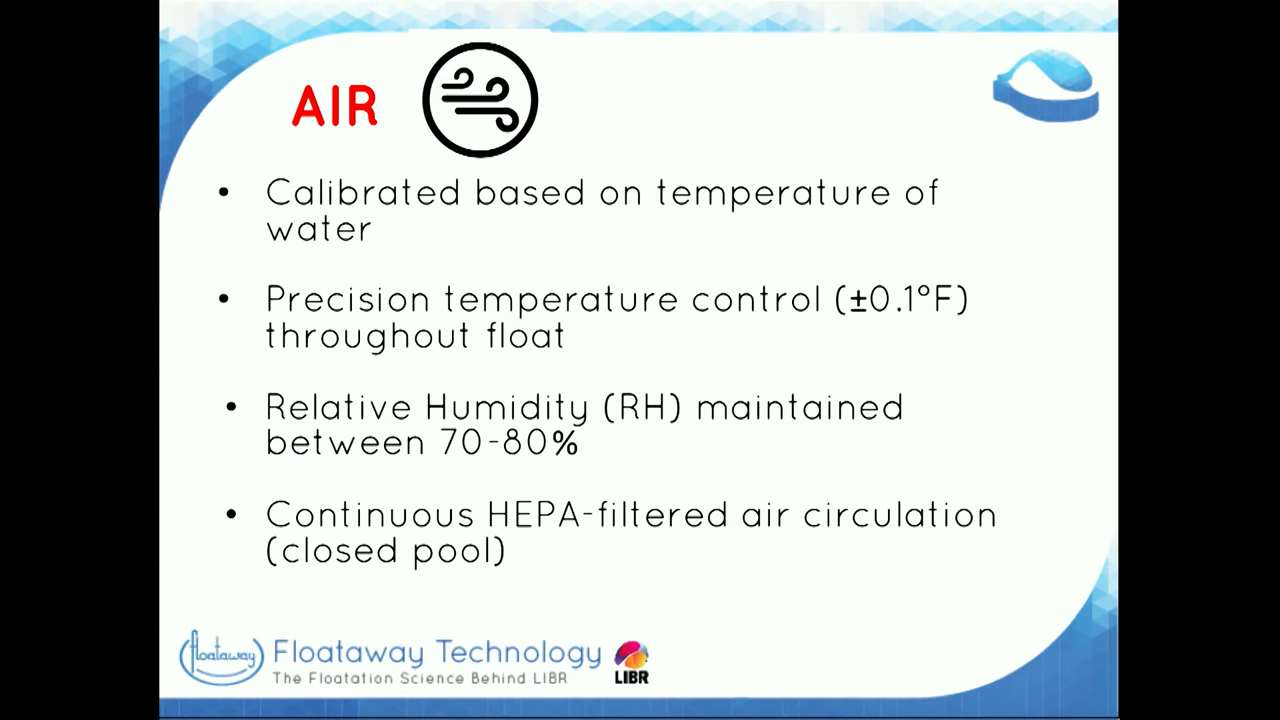 AIR
• Calibrated based on temperature of
water
• Precision temperature control (±0.1°F)
throughout float
• Relative Humidity (RH) maintained
between 70-80%
• Continuous HEPA-filtered air circulation
(closed pool)
floataway
Floataway Technology
The Floatation Science Behind LIBR
LIBR